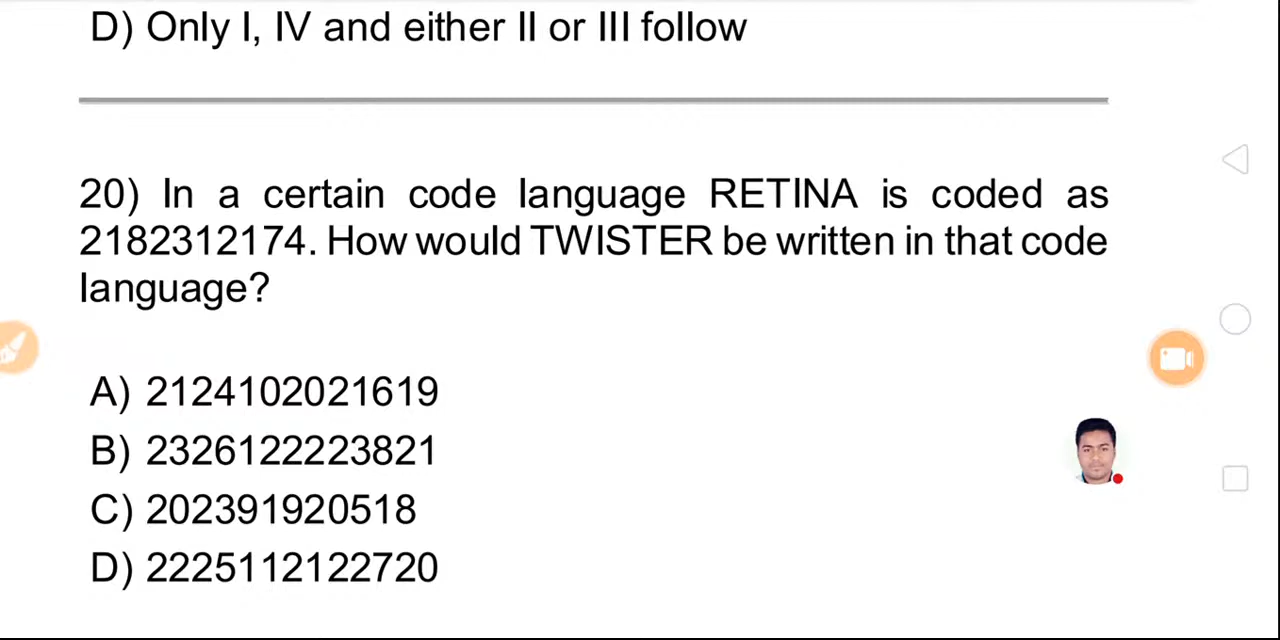 D) Only I, IV and either II or III follow
20) In a certain code language RETINA is coded as
2182312174. How would TWISTER be written in that code
language?
A) 2124102021619
B) 2326122223821
C) 202391920518
D) 2225112122720